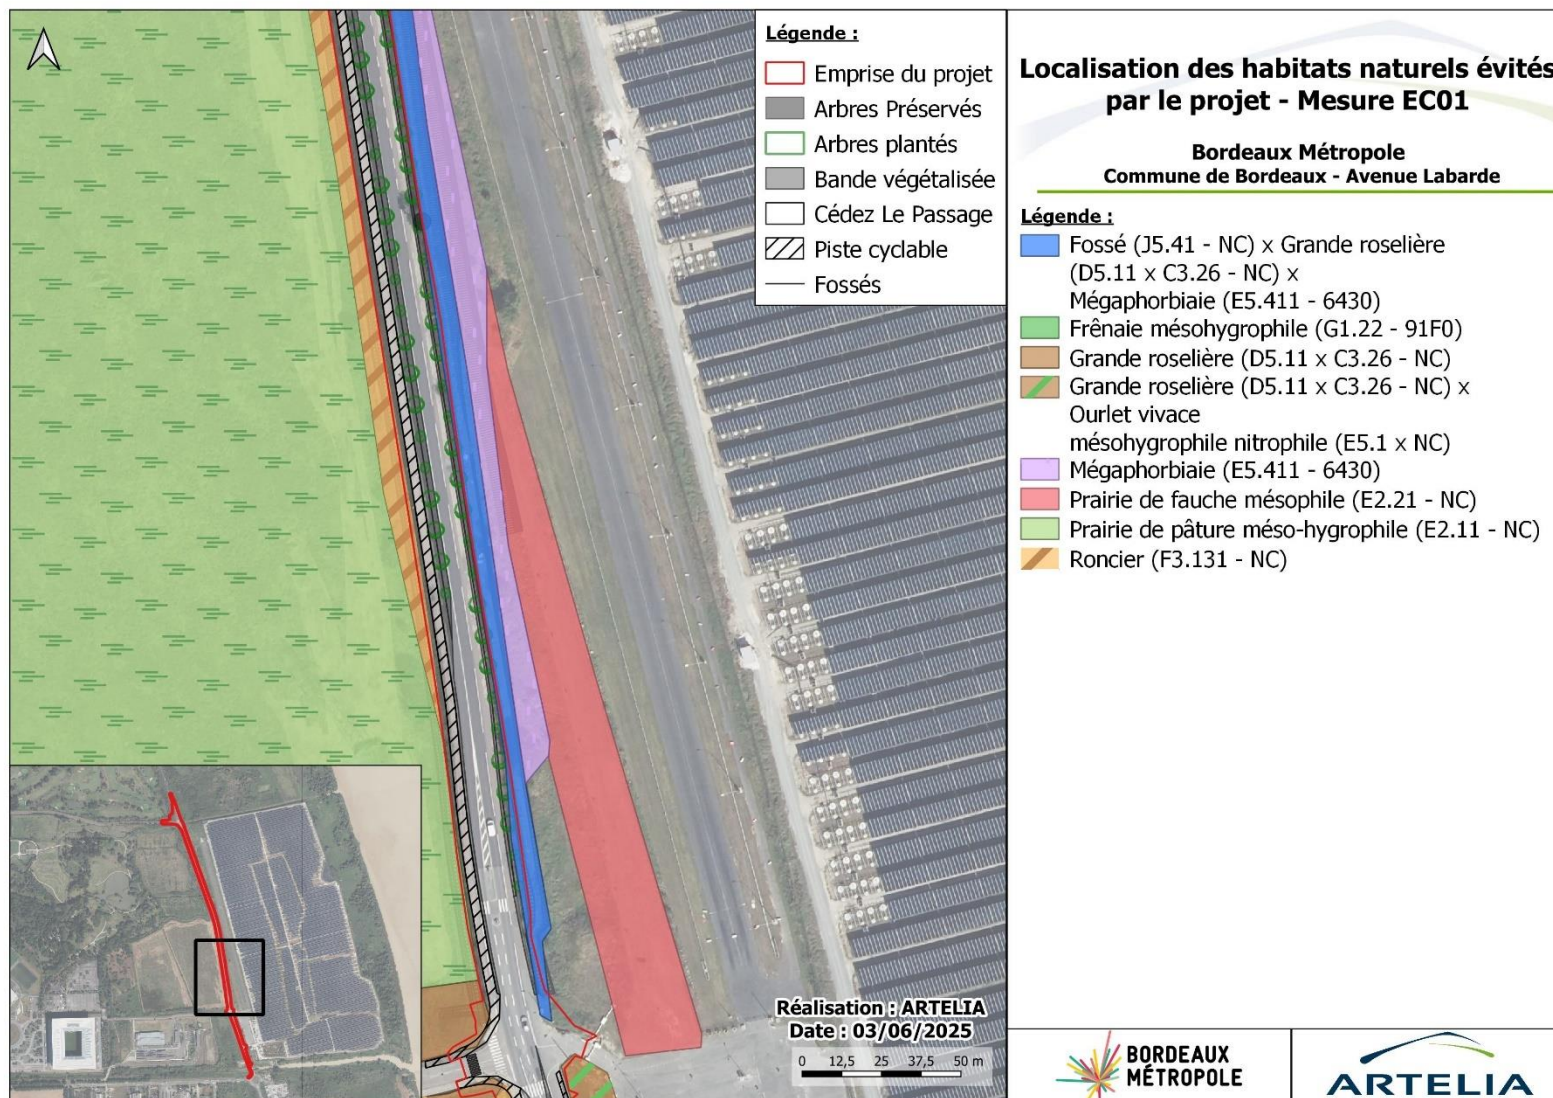 Légende :
Emprise du projet
Arbres Préservés
Arbres plantés
Bande végétalisée
Cédez Le Passage
Piste cyclable
Fossés
Localisation des habitats naturels évités
par le projet - Mesure EC01
Bordeaux Métropole
Commune de Bordeaux - Avenue Labarde
Légende :
Fossé (J5.41 - NC) x Grande roselière
(D5.11 x C3.26 - NC) x
Mégaphorbiaie (E5.411 - 6430)
Frênaie mésohygrophile (G1.22 - 91F0)
Grande roselière (D5.11 x C3.26 - NC)
Grande roselière (D5.11 x C3.26 - NC) x
Ourlet vivace
mésohygrophile nitrophile (E5.1 x NC)
Mégaphorbiaie (E5.411 - 6430)
Prairie de fauche mésophile (E2.21 - NC)
Prairie de pâture méso-hygrophile (E2.11 - NC)
Roncier (F3.131 - NC)
Réalisation : ARTELIA
Date : 03/06/2025
0 12,5 25 37,5 50 m
BORDEAUX
MÉTROPOLE
ARTELIA